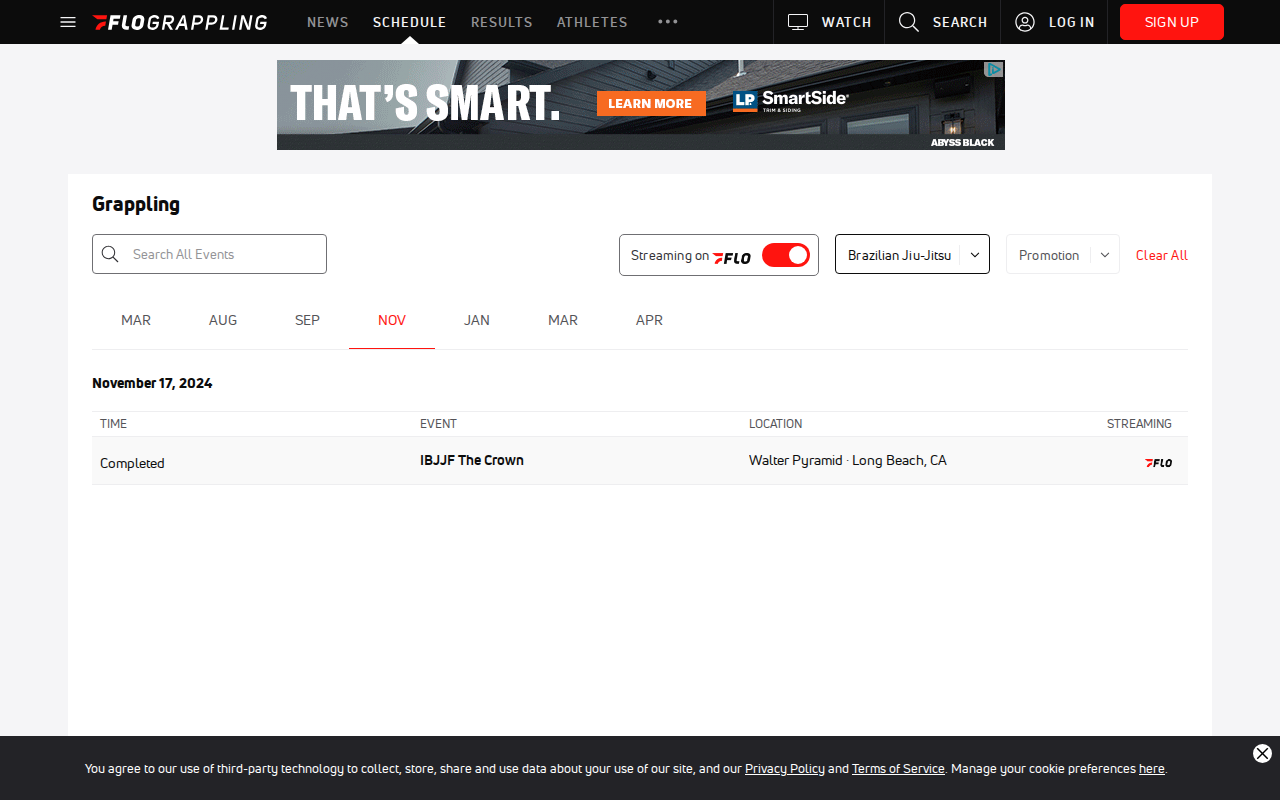 FLOGRAPPLING NEWS SCHEDULE RESULTS ATHLETES ••• WATCH SEARCH LOG IN SIGN UP
THAT'S SMART. LEARN MORE LP SmartSide®
TRIM & SIDING
ABYSS BLACK
Grappling
Search All Events Streaming on FLO Brazilian Jiu-Jitsu Promotion Clear All
MAR AUG SEP NOV JAN MAR APR
November 17, 2024
TIME EVENT LOCATION STREAMING
Completed IBJJF The Crown Walter Pyramid · Long Beach, CA FLO
You agree to our use of third-party technology to collect, store, share and use data about your use of our site, and our Privacy Policy and Terms of Service. Manage your cookie preferences here.